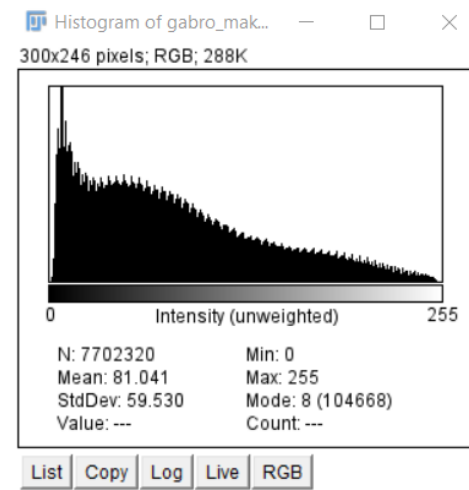 Histogram of gabro_mak...
300x246 pixels; RGB; 288K
0 Intensity (unweighted) 255
N: 7702320 Min: 0
Mean: 81.041 Max: 255
StdDev: 59.530 Mode: 8 (104668)
Value: --- Count: ---
List Copy Log Live RGB